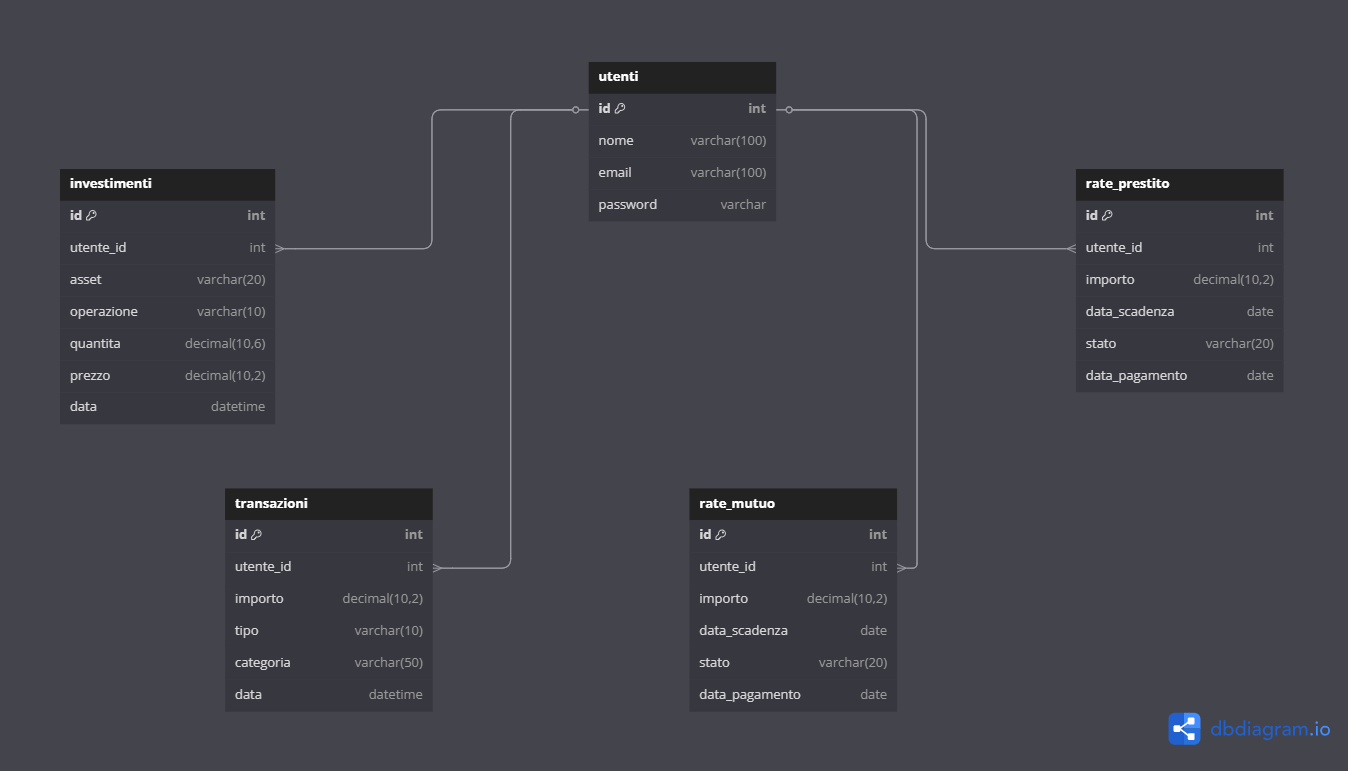 utenti
id int
nome varchar(100)
email varchar(100)
password varchar
investimenti
id int
utente_id int
asset varchar(20)
operazione varchar(10)
quantita decimal(10,6)
prezzo decimal(10,2)
data datetime
rate_prestito
id int
utente_id int
importo decimal(10,2)
data_scadenza date
stato varchar(20)
data_pagamento date
transazioni
id int
utente_id int
importo decimal(10,2)
tipo varchar(10)
categoria varchar(50)
data datetime
rate_mutuo
id int
utente_id int
importo decimal(10,2)
data_scadenza date
stato varchar(20)
data_pagamento date
dbdiagram.io